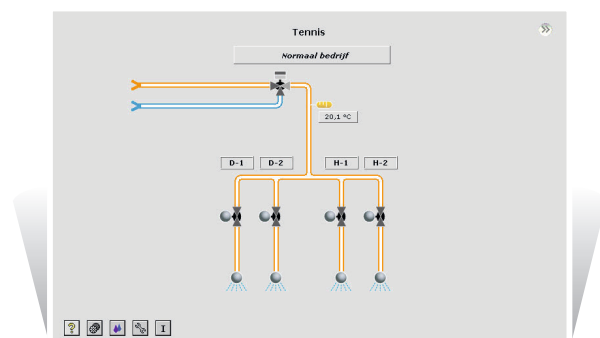 Tennis
Normaal bedrijf
20,1 °C
D-1 D-2 H-1 H-2
? I